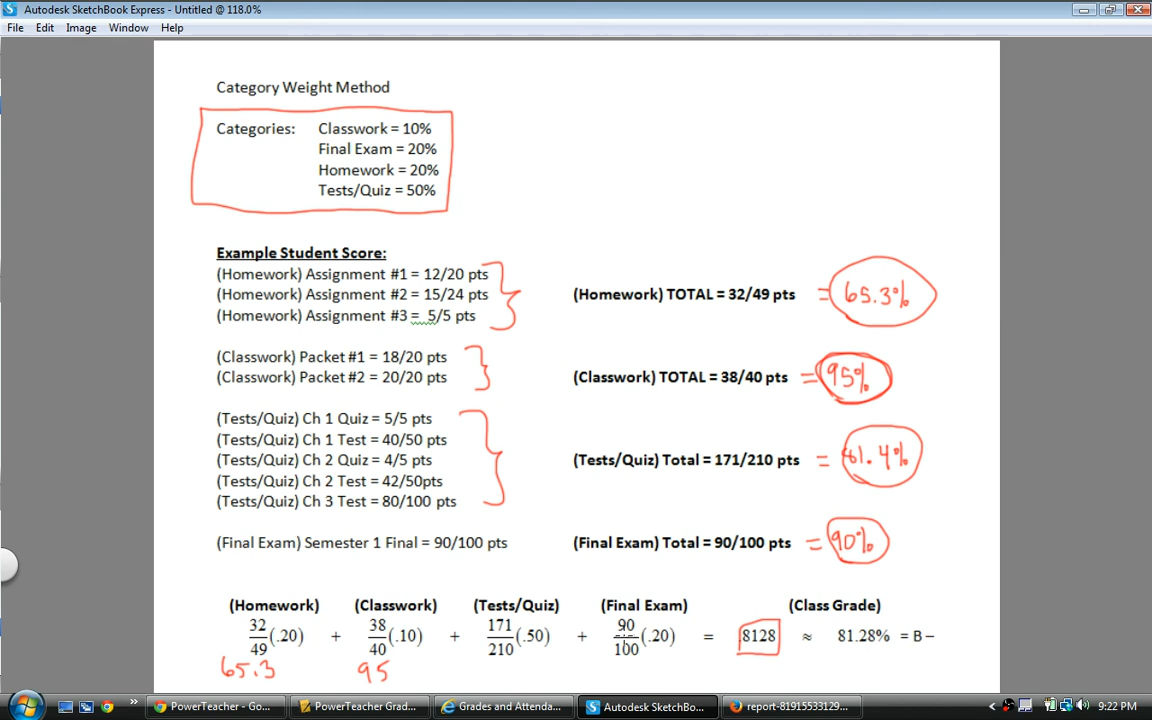 Autodesk SketchBook Express - Untitled @ 118.0%
File Edit Image Window Help
Category Weight Method
Categories: Classwork = 10%
Final Exam = 20%
Homework = 20%
Tests/Quiz = 50%
Example Student Score:
(Homework) Assignment #1 = 12/20 pts
(Homework) Assignment #2 = 15/24 pts (Homework) TOTAL = 32/49 pts = 65.3%
(Homework) Assignment #3 = 5/5 pts
(Classwork) Packet #1 = 18/20 pts
(Classwork) Packet #2 = 20/20 pts (Classwork) TOTAL = 38/40 pts = 95%
(Tests/Quiz) Ch 1 Quiz = 5/5 pts
(Tests/Quiz) Ch 1 Test = 40/50 pts
(Tests/Quiz) Ch 2 Quiz = 4/5 pts (Tests/Quiz) Total = 171/210 pts = 81.4%
(Tests/Quiz) Ch 2 Test = 42/50pts
(Tests/Quiz) Ch 3 Test = 80/100 pts
(Final Exam) Semester 1 Final = 90/100 pts (Final Exam) Total = 90/100 pts = 90%
(Homework) (Classwork) (Tests/Quiz) (Final Exam) (Class Grade)
32/49(.20) + 38/40(.10) + 171/210(.50) + 90/100(.20) = .8128 ≈ 81.28% = B −
65.3 95
PowerTeacher - Go... PowerTeacher Grad... Grades and Attenda... Autodesk SketchBo... report-81915533129... 9:22 PM